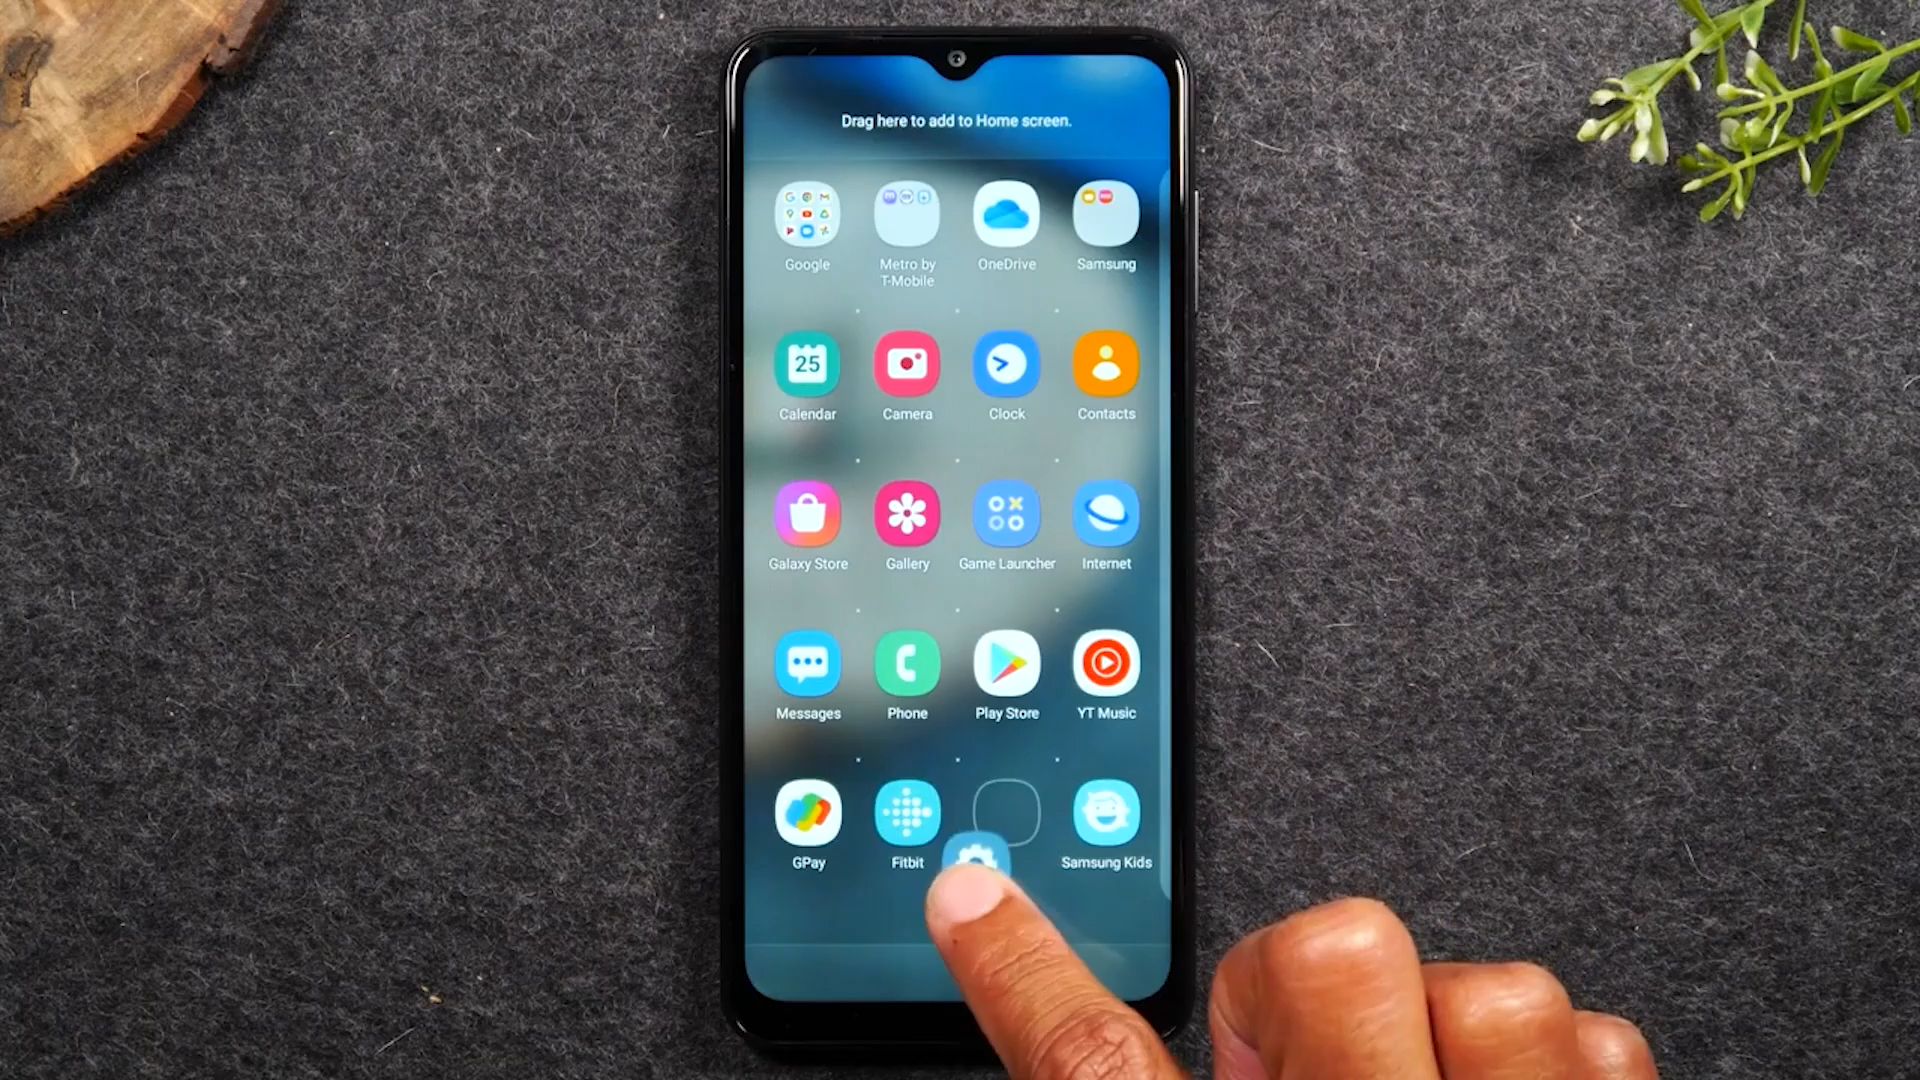 Drag here to add to Home screen.
Google
Metro by
T-Mobile
OneDrive
Samsung
25
Calendar
Camera
Clock
Contacts
Galaxy Store
Gallery
Game Launcher
Internet
Messages
Phone
Play Store
YT Music
GPay
Fitbit
Samsung Kids